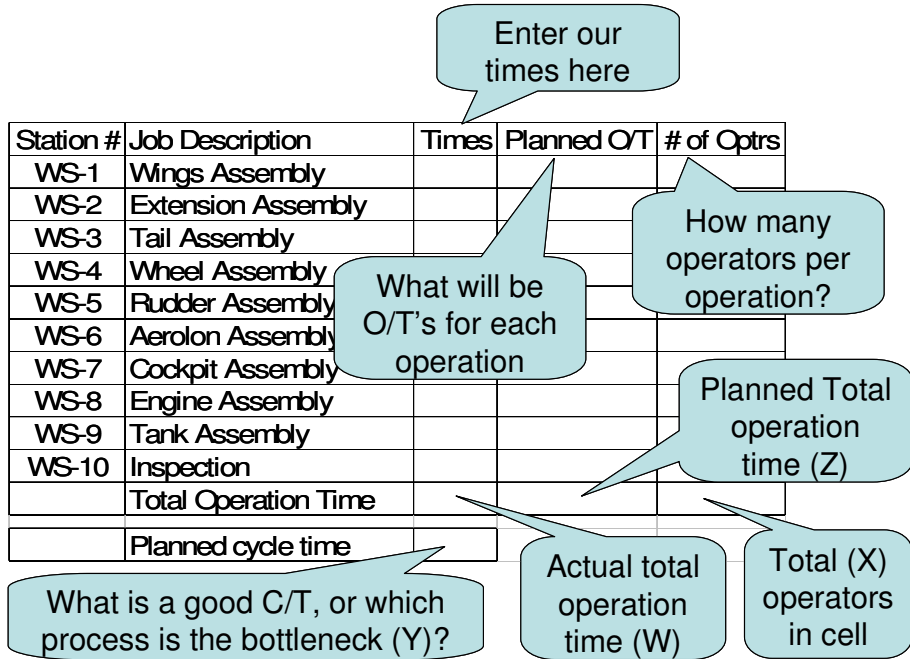 Enter our
times here
Station # Job Description Times Planned O/T # of Optrs
WS-1 Wings Assembly
WS-2 Extension Assembly
WS-3 Tail Assembly
WS-4 Wheel Assembly
WS-5 Rudder Assembly
WS-6 Aerolon Assembly
WS-7 Cockpit Assembly
WS-8 Engine Assembly
WS-9 Tank Assembly
WS-10 Inspection
Total Operation Time
Planned cycle time
How many
operators per
operation?
What will be
O/T's for each
operation
Planned Total
operation
time (Z)
What is a good C/T, or which
process is the bottleneck (Y)?
Actual total
operation
time (W)
Total (X)
operators
in cell